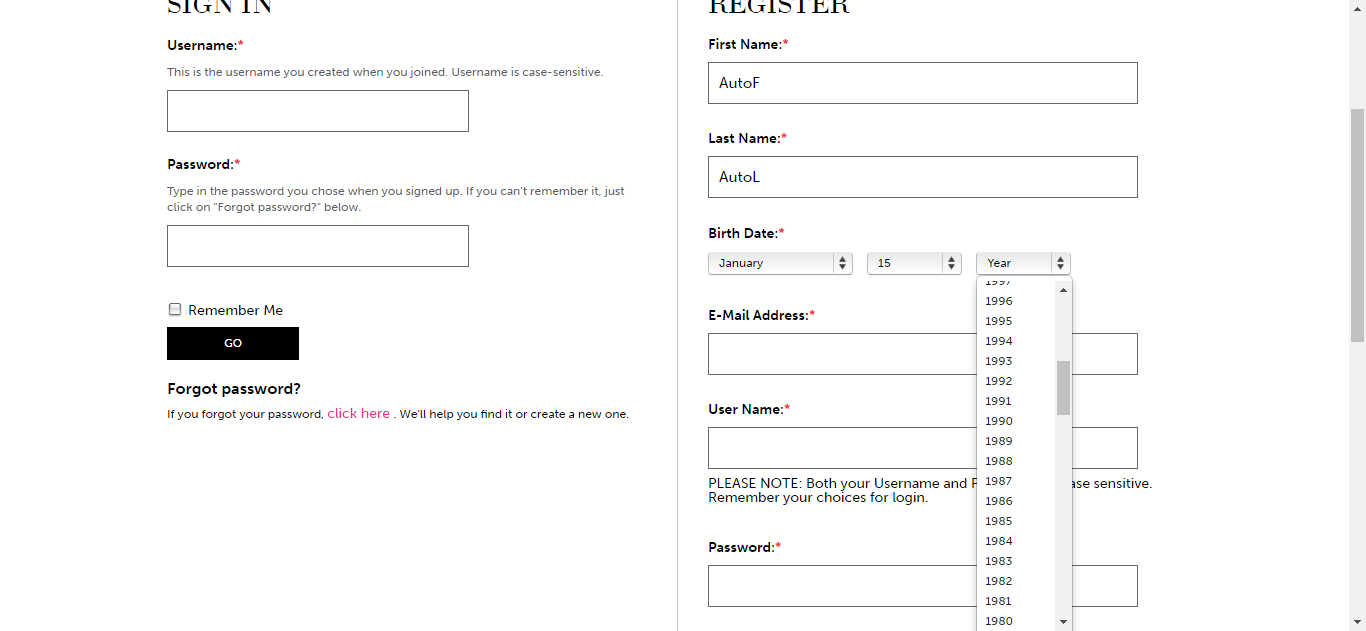 SIGN IN
Username:*
This is the username you created when you joined. Username is case-sensitive.
Password:*
Type in the password you chose when you signed up. If you can't remember it, just
click on "Forgot password?" below.
Remember Me
GO
Forgot password?
If you forgot your password, click here . We'll help you find it or create a new one.
REGISTER
First Name:*
AutoF
Last Name:*
AutoL
Birth Date:*
January 15 Year
1997
1996
1995
1994
1993
1992
1991
1990
1989
1988
1987
1986
1985
1984
1983
1982
1981
1980
E-Mail Address:*
User Name:*
PLEASE NOTE: Both your Username and sensitive.
Remember your choices for login.
Password:*